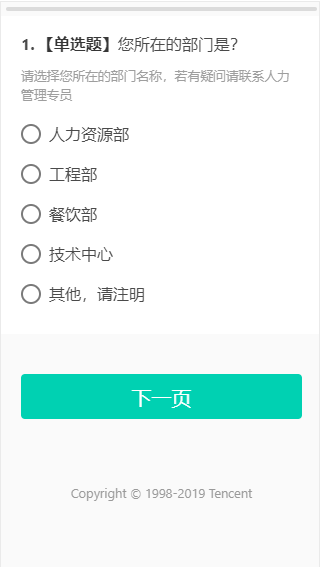 1.【单选题】您所在的部门是？
请选择您所在的部门名称，若有疑问请联系人力
管理专员
人力资源部
工程部
餐饮部
技术中心
其他，请注明
下一页
Copyright © 1998-2019 Tencent